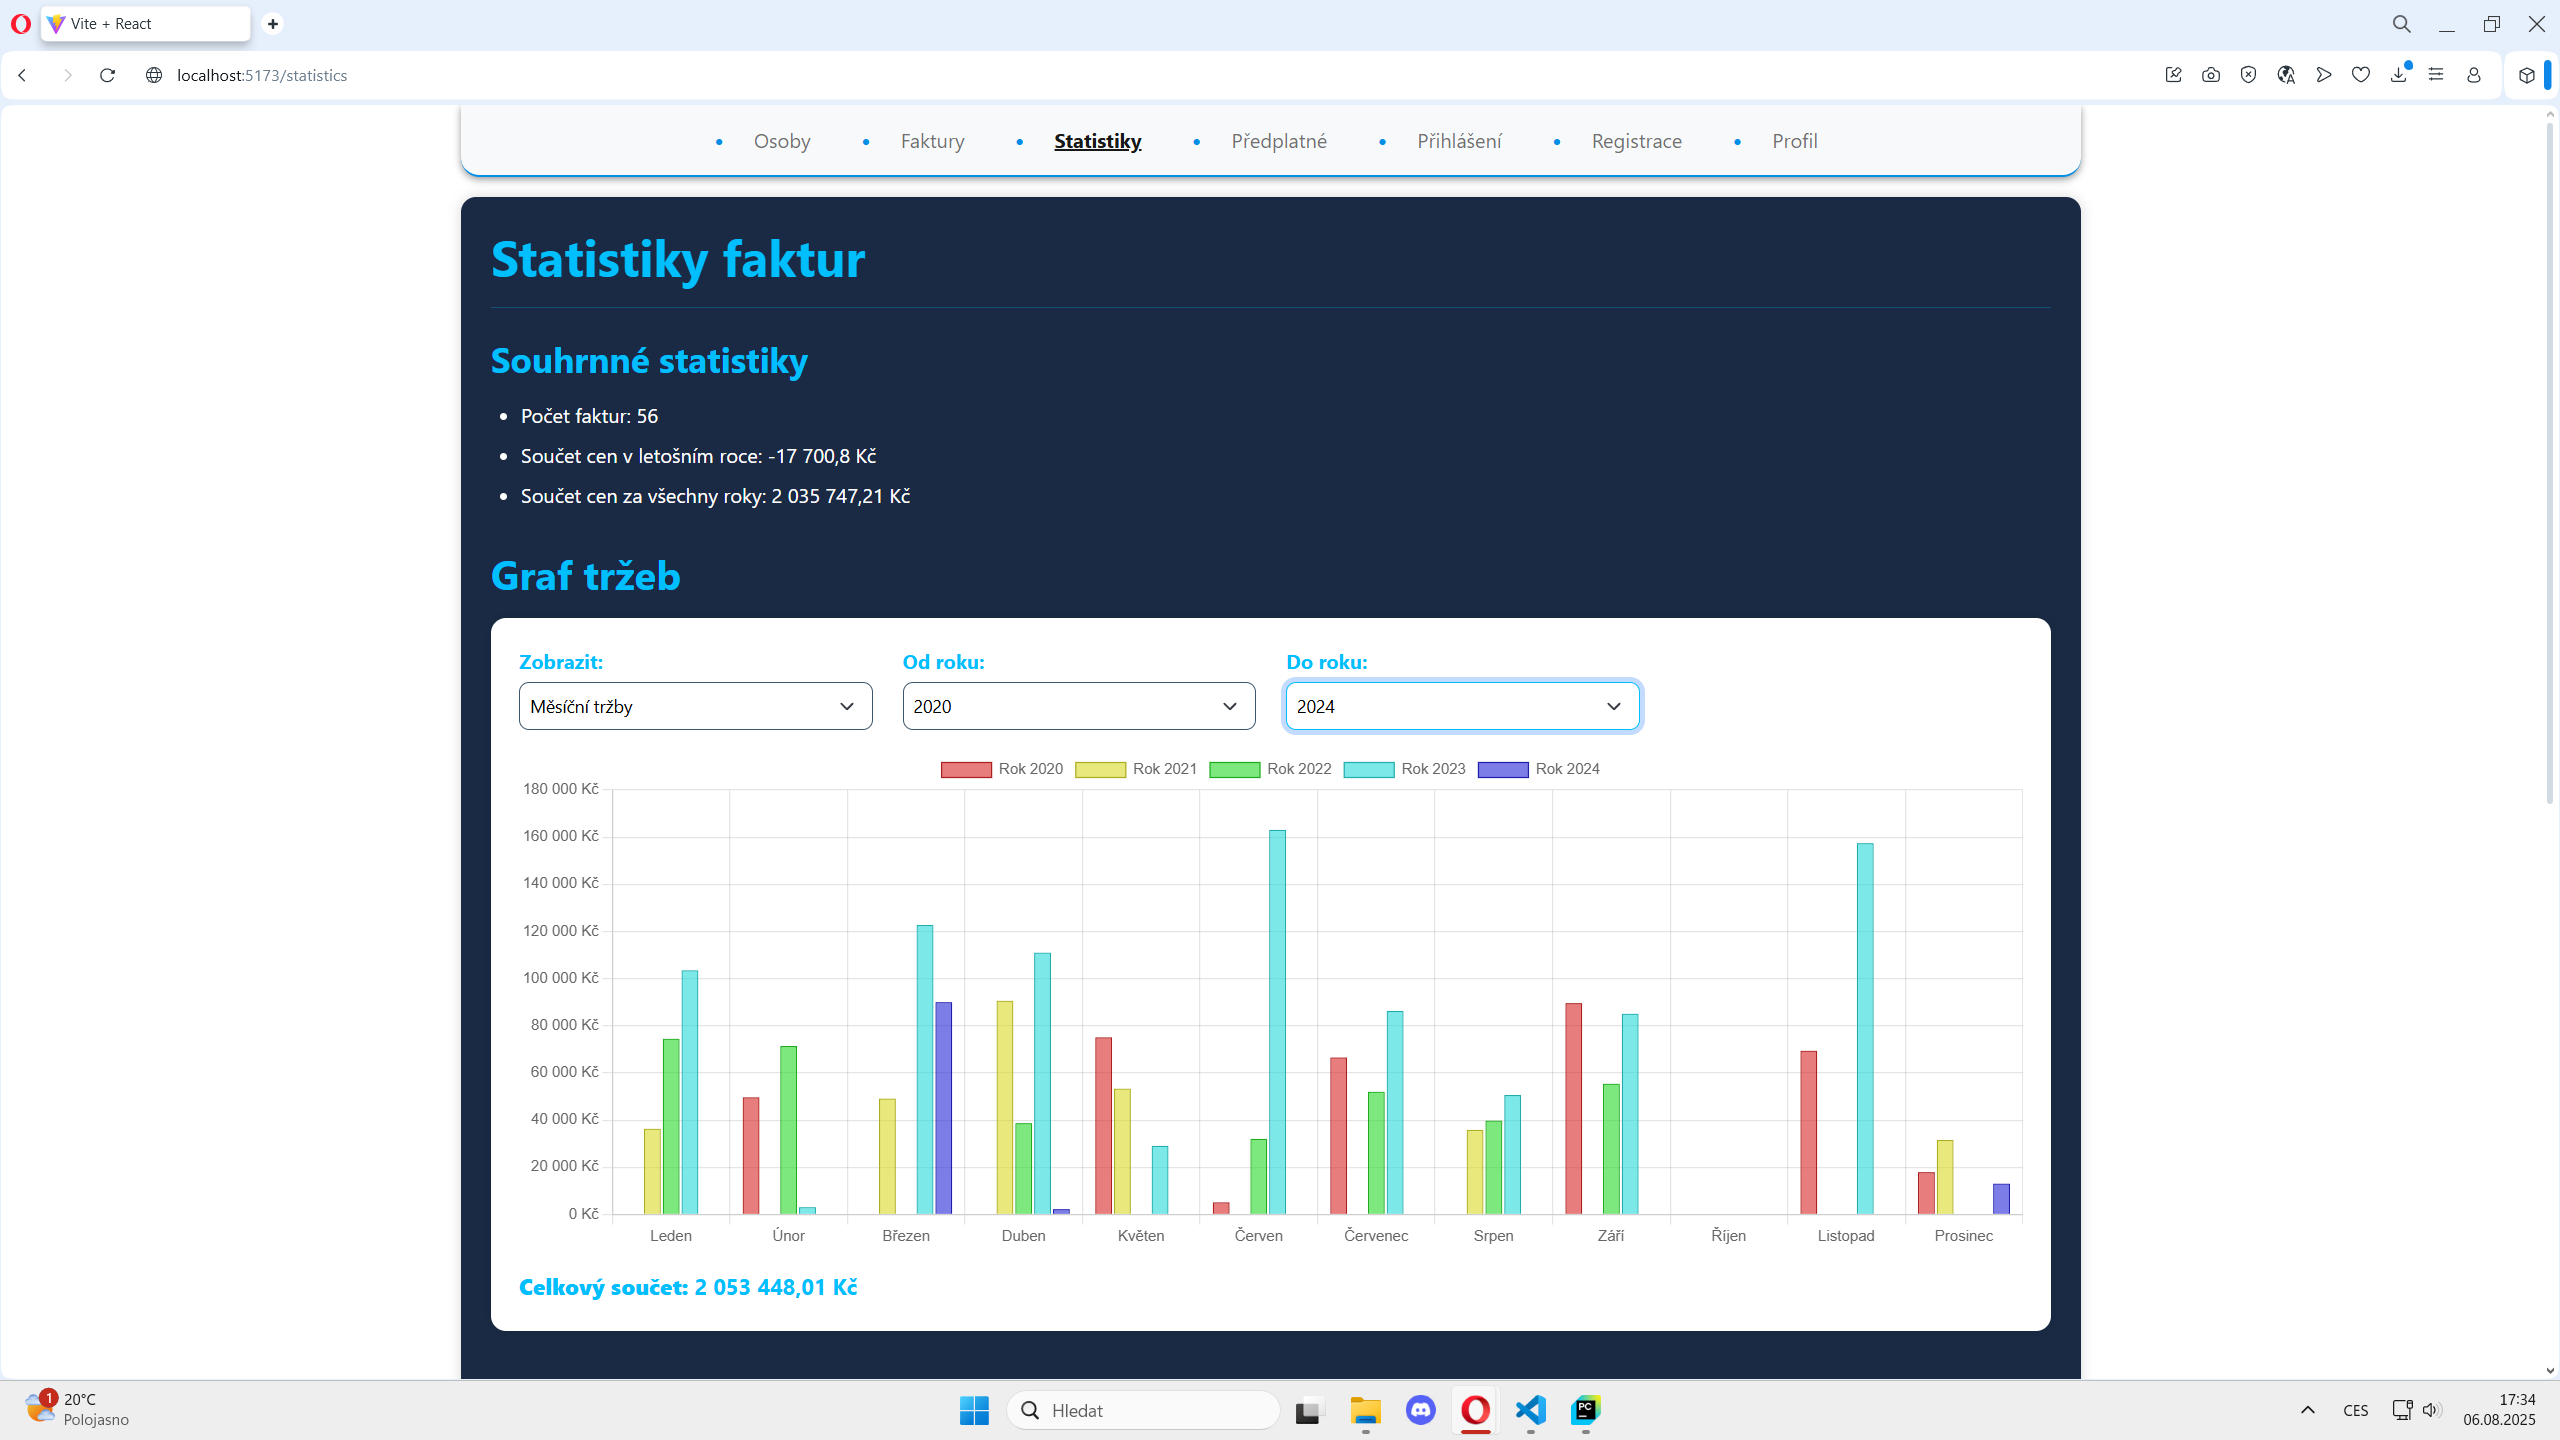 Vite + React
localhost:5173/statistics
Osoby
Faktury
Statistiky
Předplatné
Přihlášení
Registrace
Profil
Statistiky faktur
Souhrnné statistiky
Počet faktur: 56
Součet cen v letošním roce: -17 700,8 Kč
Součet cen za všechny roky: 2 035 747,21 Kč
Graf tržeb
Zobrazit:
Od roku:
Do roku:
Měsíční tržby
2020
2024
Rok 2020
Rok 2021
Rok 2022
Rok 2023
Rok 2024
180 000 Kč
160 000 Kč
140 000 Kč
120 000 Kč
100 000 Kč
80 000 Kč
60 000 Kč
40 000 Kč
20 000 Kč
0 Kč
Leden
Únor
Březen
Duben
Květen
Červen
Červenec
Srpen
Září
Říjen
Listopad
Prosinec
Celkový součet: 2 053 448,01 Kč
1
20°C
Polojasno
Hledat
PC
CES
17:34
06.08.2025